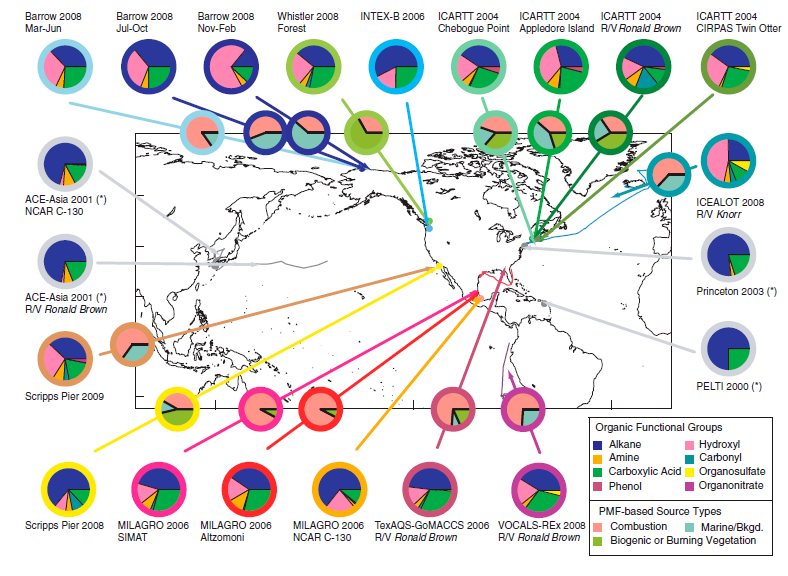 Barrow 2008
Mar-Jun
Barrow 2008
Jul-Oct
Barrow 2008
Nov-Feb
Whistler 2008
Forest
INTEX-B 2006
ICARTT 2004
Chebogue Point
ICARTT 2004
Appledore Island
ICARTT 2004
R/V Ronald Brown
ICARTT 2004
CIRPAS Twin Otter
ACE-Asia 2001 (*)
NCAR C-130
ICEALOT 2008
R/V Knorr
ACE-Asia 2001 (*)
R/V Ronald Brown
Princeton 2003 (*)
Scripps Pier 2009
PELTI 2000 (*)
Scripps Pier 2008
MILAGRO 2006
SIMAT
MILAGRO 2006
Altzomoni
MILAGRO 2006
NCAR C-130
TexAQS-GoMACCS 2006
R/V Ronald Brown
VOCALS-REx 2008
R/V Ronald Brown
Organic Functional Groups
Alkane
Hydroxyl
Amine
Carbonyl
Carboxylic Acid
Organosulfate
Phenol
Organonitrate
PMF-based Source Types
Combustion
Marine/Bkgd.
Biogenic or Burning Vegetation